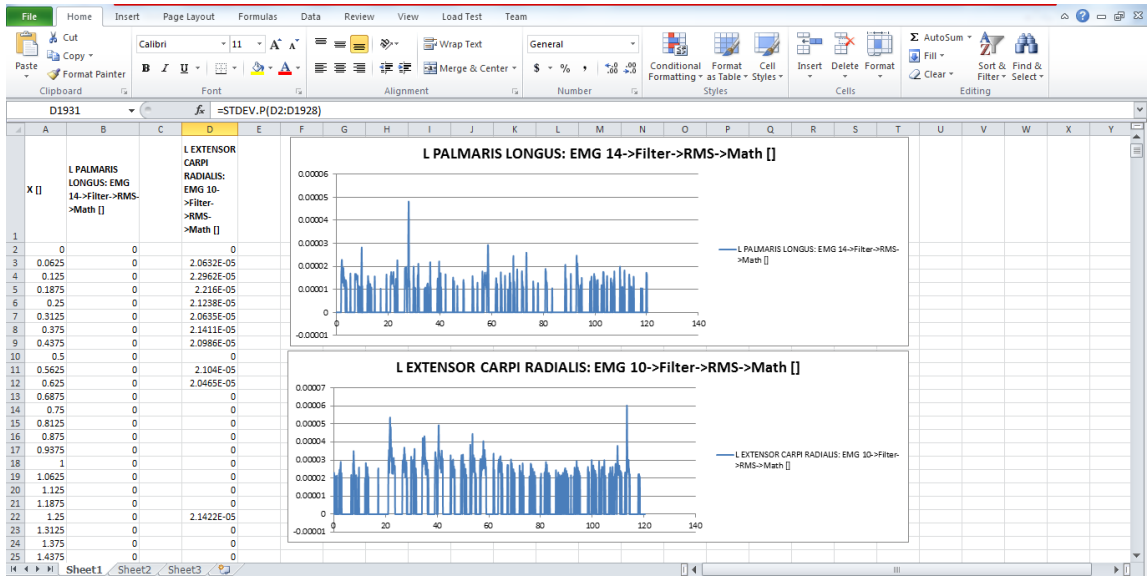 File Home Insert Page Layout Formulas Data Review View Load Test Team
Cut
Copy
Format Painter
Paste
Clipboard
Calibri 11 A A
B I U A
Font
Wrap Text
Merge & Center
Alignment
General
$ % , .0 .00 .00 .0
Number
Conditional Formatting
Format as Table
Cell Styles
Styles
Insert Delete Format
Cells
Σ AutoSum
Fill
Clear
Sort & Filter
Find & Select
Editing
D1931 fx =STDEV.P(D2:D1928)
A B C D E F G H I J K L M N O P Q R S T U V W X Y
1 X [] L PALMARIS LONGUS: EMG 14->Filter->RMS->Math [] L EXTENSOR CARPI RADIALIS: EMG 10->Filter->RMS->Math []
2 0 0 0
3 0.0625 0 2.0632E-05
4 0.125 0 2.2962E-05
5 0.1875 0 2.216E-05
6 0.25 0 2.1238E-05
7 0.3125 0 2.0635E-05
8 0.375 0 2.1411E-05
9 0.4375 0 2.0986E-05
10 0.5 0 0
11 0.5625 0 2.104E-05
12 0.625 0 2.0465E-05
13 0.6875 0 0
14 0.75 0 0
15 0.8125 0 0
16 0.875 0 0
17 0.9375 0 0
18 1 0 0
19 1.0625 0 0
20 1.125 0 0
21 1.1875 0 0
22 1.25 0 2.1422E-05
23 1.3125 0 0
24 1.375 0 0
25 1.4375 0 0
L PALMARIS LONGUS: EMG 14->Filter->RMS->Math []
0.00006
0.00005
0.00004
0.00003
0.00002
0.00001
0
-0.00001
0 20 40 60 80 100 120 140
L PALMARIS LONGUS: EMG 14->Filter->RMS-
>Math []
L EXTENSOR CARPI RADIALIS: EMG 10->Filter->RMS->Math []
0.00007
0.00006
0.00005
0.00004
0.00003
0.00002
0.00001
0
-0.00001
0 20 40 60 80 100 120 140
L EXTENSOR CARPI RADIALIS: EMG 10->Filter-
>RMS->Math []
Sheet1 Sheet2 Sheet3